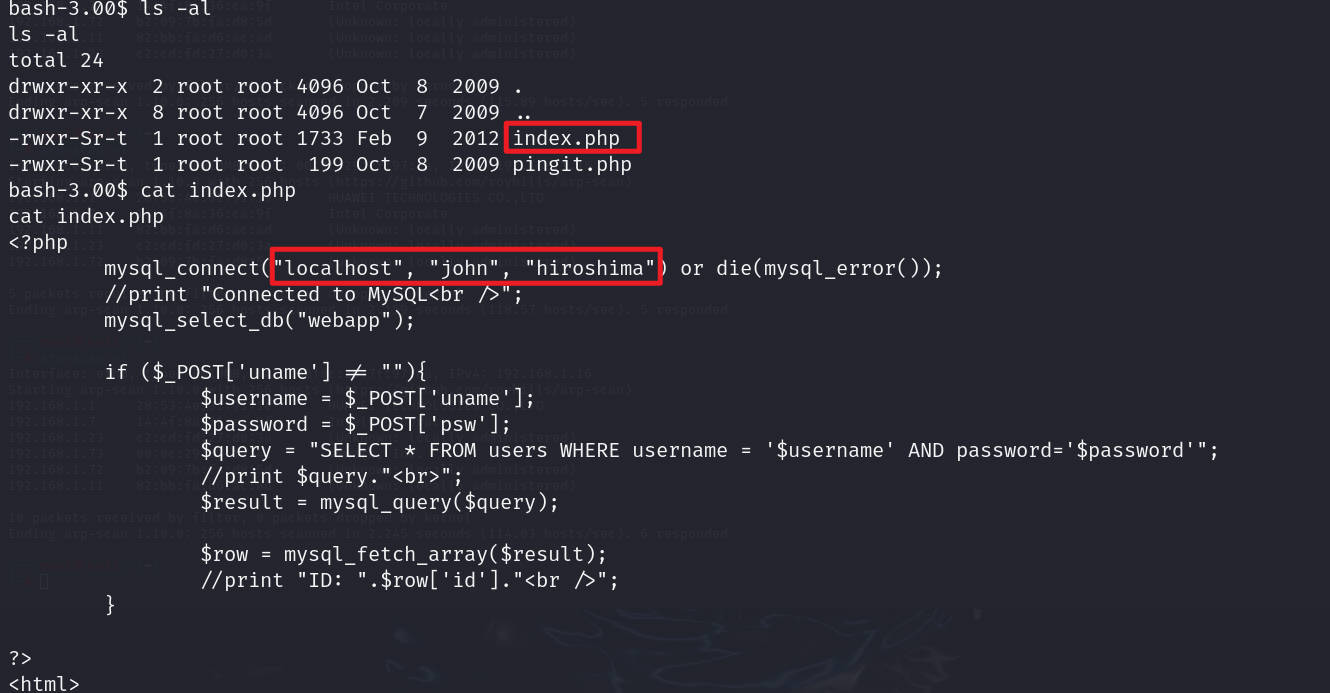 bash-3.00$ ls -al
ls -al
total 24
drwxr-xr-x  2 root root 4096 Oct  8  2009 .
drwxr-xr-x  8 root root 4096 Oct  7  2009 ..
-rwxr-Sr-t  1 root root 1733 Feb  9  2012 index.php
-rwxr-Sr-t  1 root root  199 Oct  8  2009 pingit.php
bash-3.00$ cat index.php
cat index.php
<?php
        mysql_connect("localhost", "john", "hiroshima") or die(mysql_error());
        //print "Connected to MySQL<br />";
        mysql_select_db("webapp");
        if ($_POST['uname'] != ""){
                $username = $_POST['uname'];
                $password = $_POST['psw'];
                $query = "SELECT * FROM users WHERE username = '$username' AND password='$password'";
                //print $query."<br>";
                $result = mysql_query($query);
                $row = mysql_fetch_array($result);
                //print "ID: ".$row['id']."<br />";
        }
?>
<html>